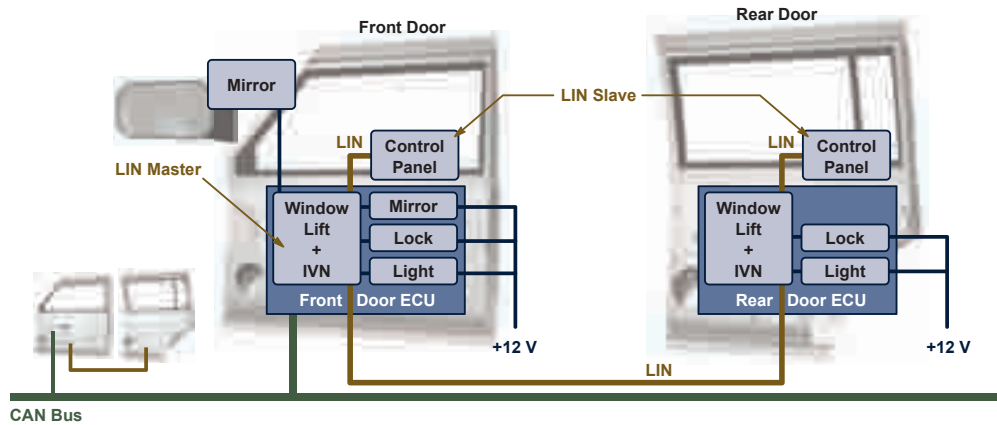 Front Door
Rear Door
Mirror
LIN Slave
LIN
Control
Panel
LIN
Control
Panel
LIN Master
Window
Lift
+
IVN
Mirror
Lock
Light
Front Door ECU
+12 V
Window
Lift
+
IVN
Lock
Light
Rear Door ECU
+12 V
LIN
CAN Bus